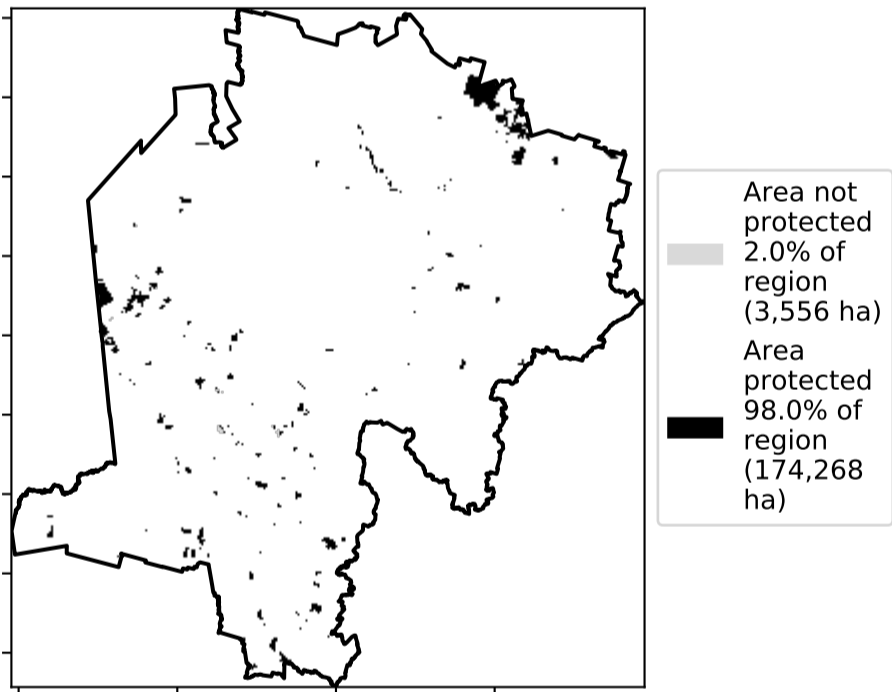 Area not
protected
2.0% of
region
(3,556 ha)
Area
protected
98.0% of
region
(174,268
ha)